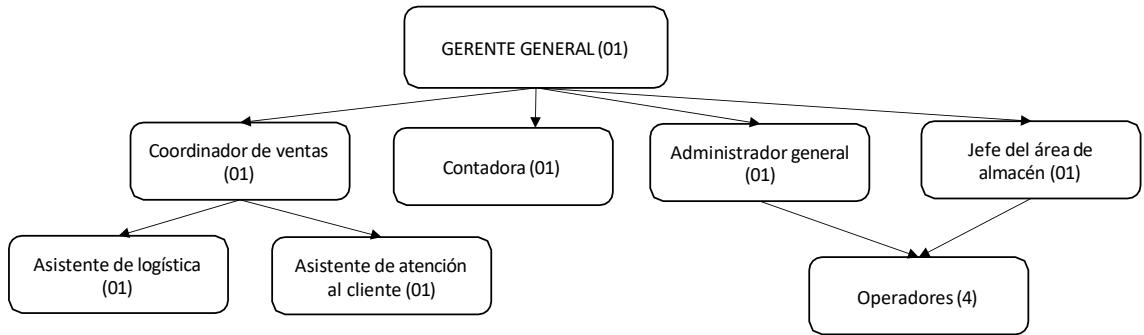 GERENTE GENERAL (01)
Coordinador de ventas
(01)
Contadora (01)
Administrador general
(01)
Jefe del área de
almacén (01)
Asistente de logística
(01)
Asistente de atención
al cliente (01)
Operadores (4)